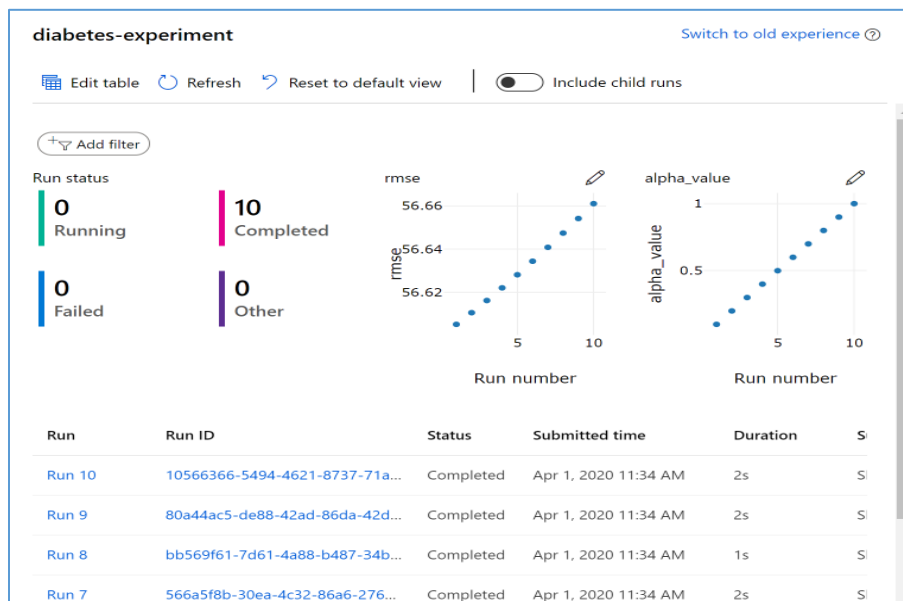 diabetes-experiment
Switch to old experience
Edit table Refresh Reset to default view Include child runs
Add filter
Run status
0
Running
10
Completed
0
Failed
0
Other
rmse
56.66
56.64
56.62
rmse
5 10
Run number
alpha_value
1
0.5
alpha_value
5 10
Run number
Run Run ID Status Submitted time Duration
Run 10 10566366-5494-4621-8737-71a... Completed Apr 1, 2020 11:34 AM 2s
Run 9 80a44ac5-de88-42ad-86da-42d... Completed Apr 1, 2020 11:34 AM 2s
Run 8 bb569f61-7d61-4a88-b487-34b... Completed Apr 1, 2020 11:34 AM 1s
Run 7 566a5f8b-30ea-4c32-86a6-276... Completed Apr 1, 2020 11:34 AM 2s